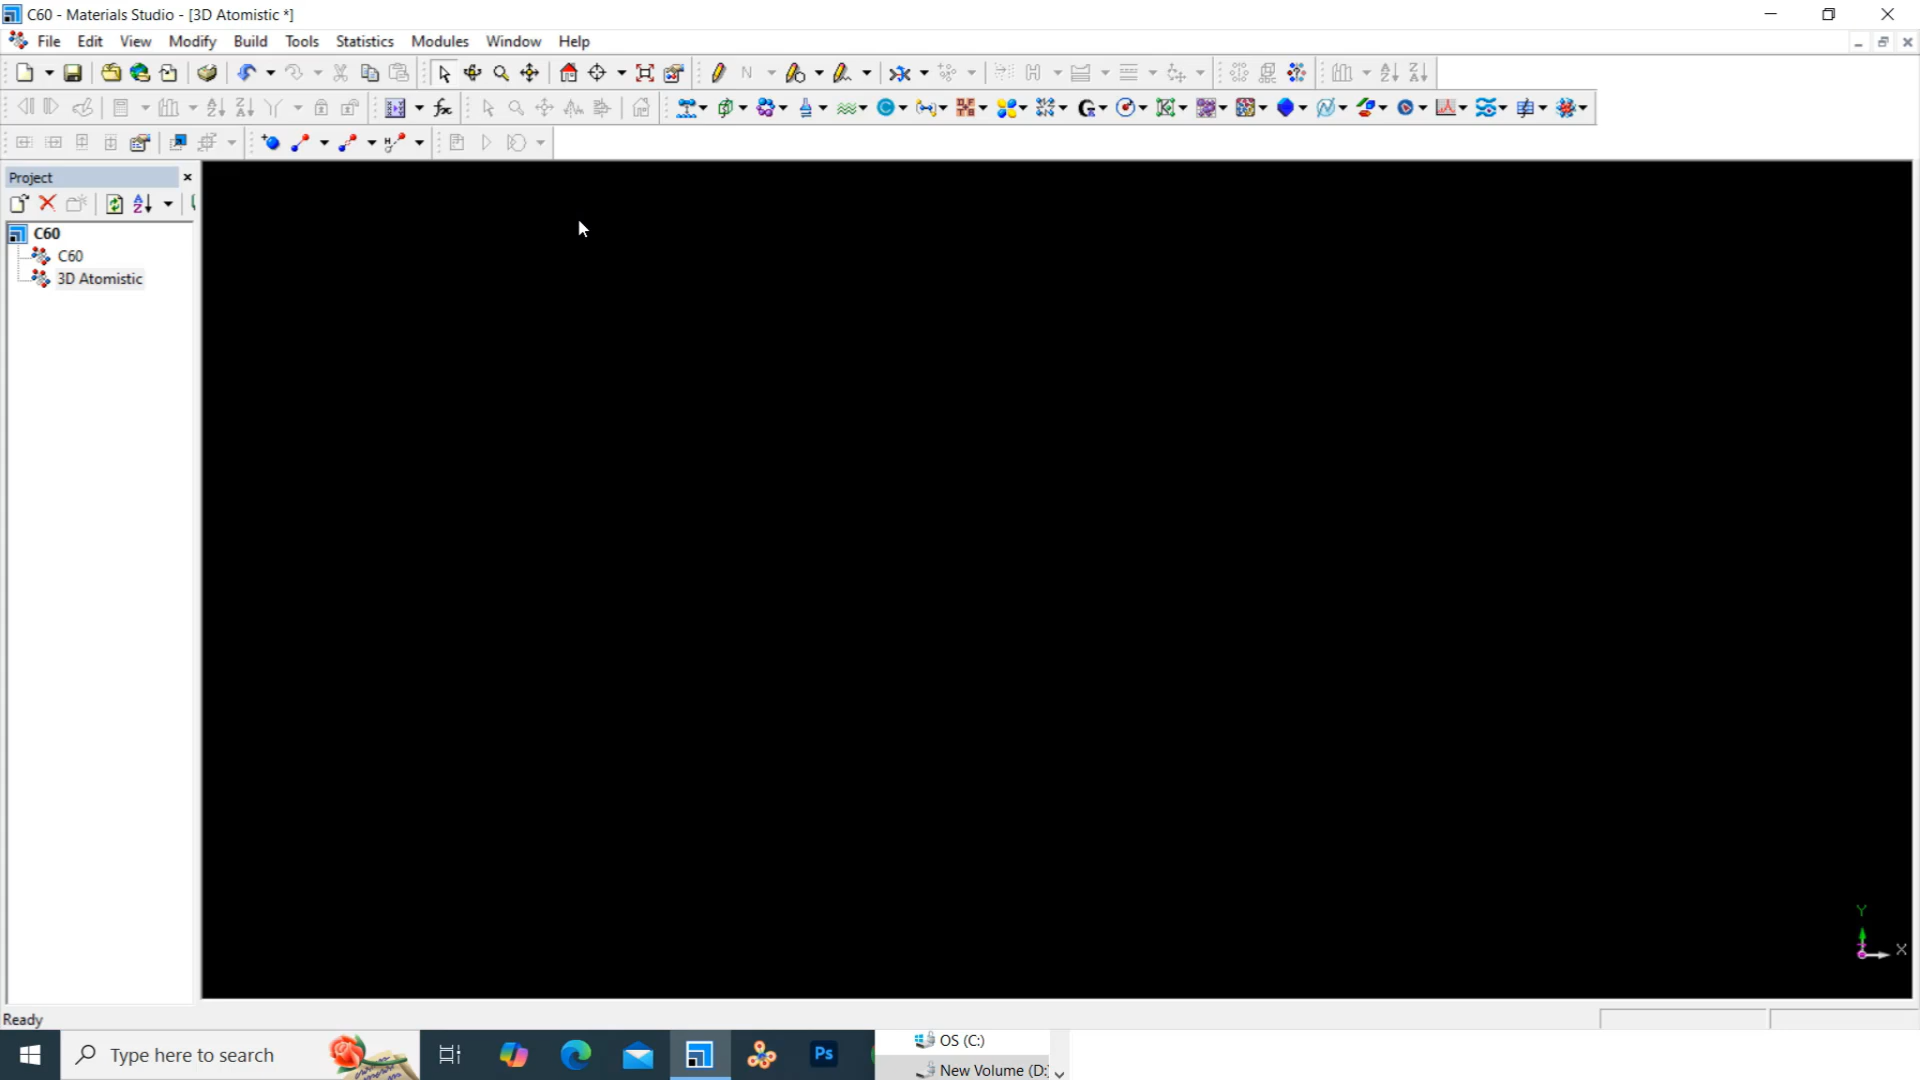 C60 - Materials Studio - [3D Atomistic *]
File Edit View Modify Build Tools Statistics Modules Window Help
Project
C60
C60
3D Atomistic
Y
X
Ready
Type here to search
Ps
OS (C:)
New Volume (D: